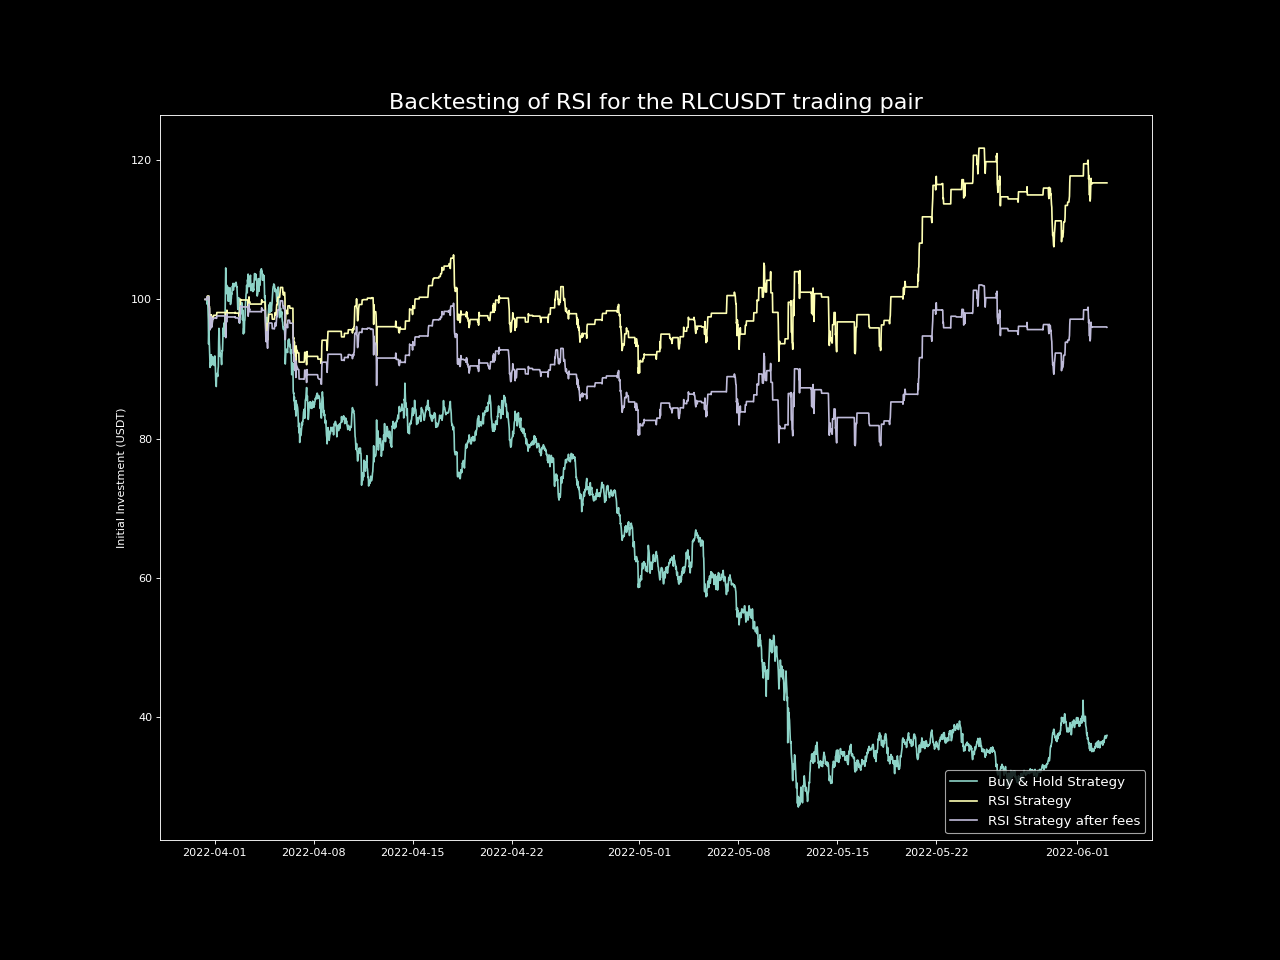 Backtesting of RSI for the RLCUSDT trading pair
120
100
80
60
40
Initial Investment (USDT)
2022-04-01 2022-04-08 2022-04-15 2022-04-22 2022-05-01 2022-05-08 2022-05-15 2022-05-22 2022-06-01
Buy & Hold Strategy
RSI Strategy
RSI Strategy after fees